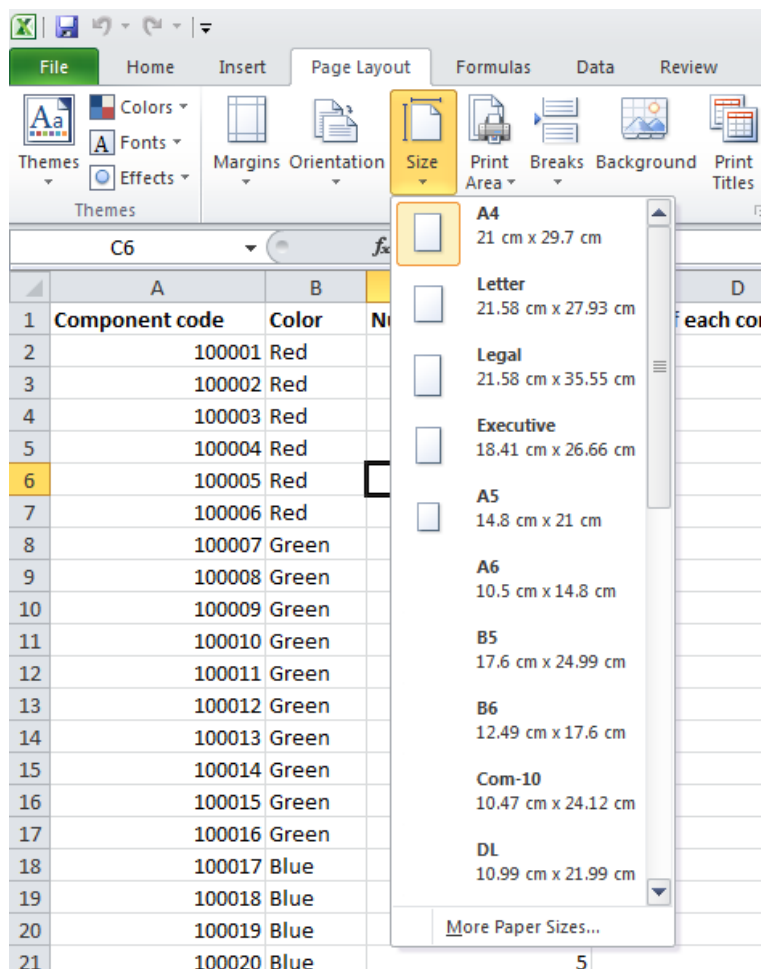 File Home Insert Page Layout Formulas Data Review
Aa Colors
A Fonts
Effects
Themes Margins Orientation Size Print Area Breaks Background Print Titles
Themes
C6 fx
A B D
1 Component code Color each
2 100001 Red
3 100002 Red
4 100003 Red
5 100004 Red
6 100005 Red
7 100006 Red
8 100007 Green
9 100008 Green
10 100009 Green
11 100010 Green
12 100011 Green
13 100012 Green
14 100013 Green
15 100014 Green
16 100015 Green
17 100016 Green
18 100017 Blue
19 100018 Blue
20 100019 Blue
21 100020 Blue 5
A4
21 cm x 29.7 cm
Letter
21.58 cm x 27.93 cm
Legal
21.58 cm x 35.55 cm
Executive
18.41 cm x 26.66 cm
A5
14.8 cm x 21 cm
A6
10.5 cm x 14.8 cm
B5
17.6 cm x 24.99 cm
B6
12.49 cm x 17.6 cm
Com-10
10.47 cm x 24.12 cm
DL
10.99 cm x 21.99 cm
More Paper Sizes...